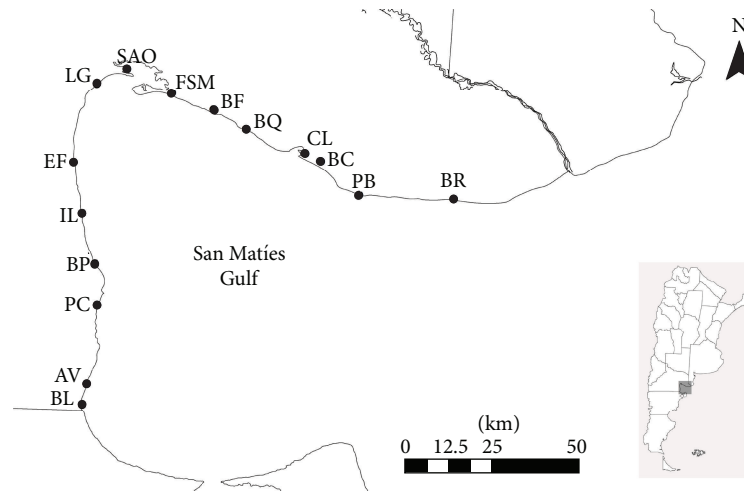 N
SAO
LG
FSM
BF
BQ
CL
BC
EF
PB
BR
IL
San Matíes
Gulf
BP
PC
AV
BL
(km)
0 12.5 25 50